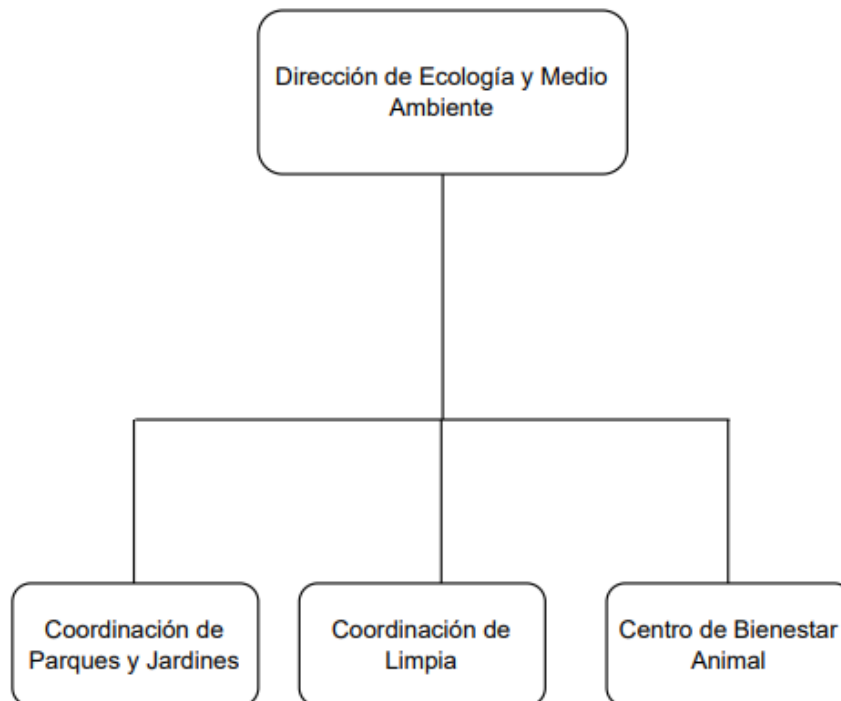 Dirección de Ecología y Medio
Ambiente
Coordinación de
Parques y Jardines
Coordinación de
Limpia
Centro de Bienestar
Animal